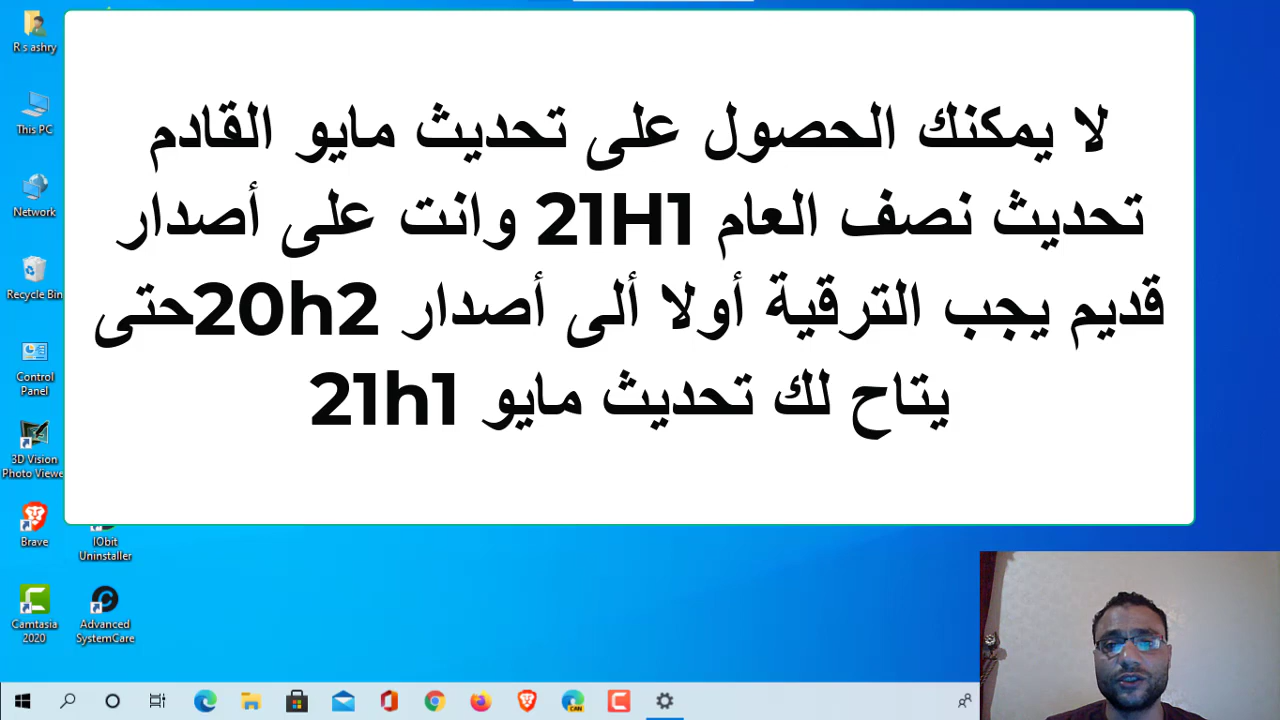 لا يمكنك الحصول على تحديث مايو القادم
تحديث نصف العام 21H1 وانت على أصدار
قديم يجب الترقية أولا ألى أصدار 20h2حتى
يتاح لك تحديث مايو 21h1
R s ashry
This PC
Network
Recycle Bin
Control
Panel
3D Vision
Photo Viewe
Brave
IObit
Uninstaller
Camtasia
2020
Advanced
SystemCare
CAN